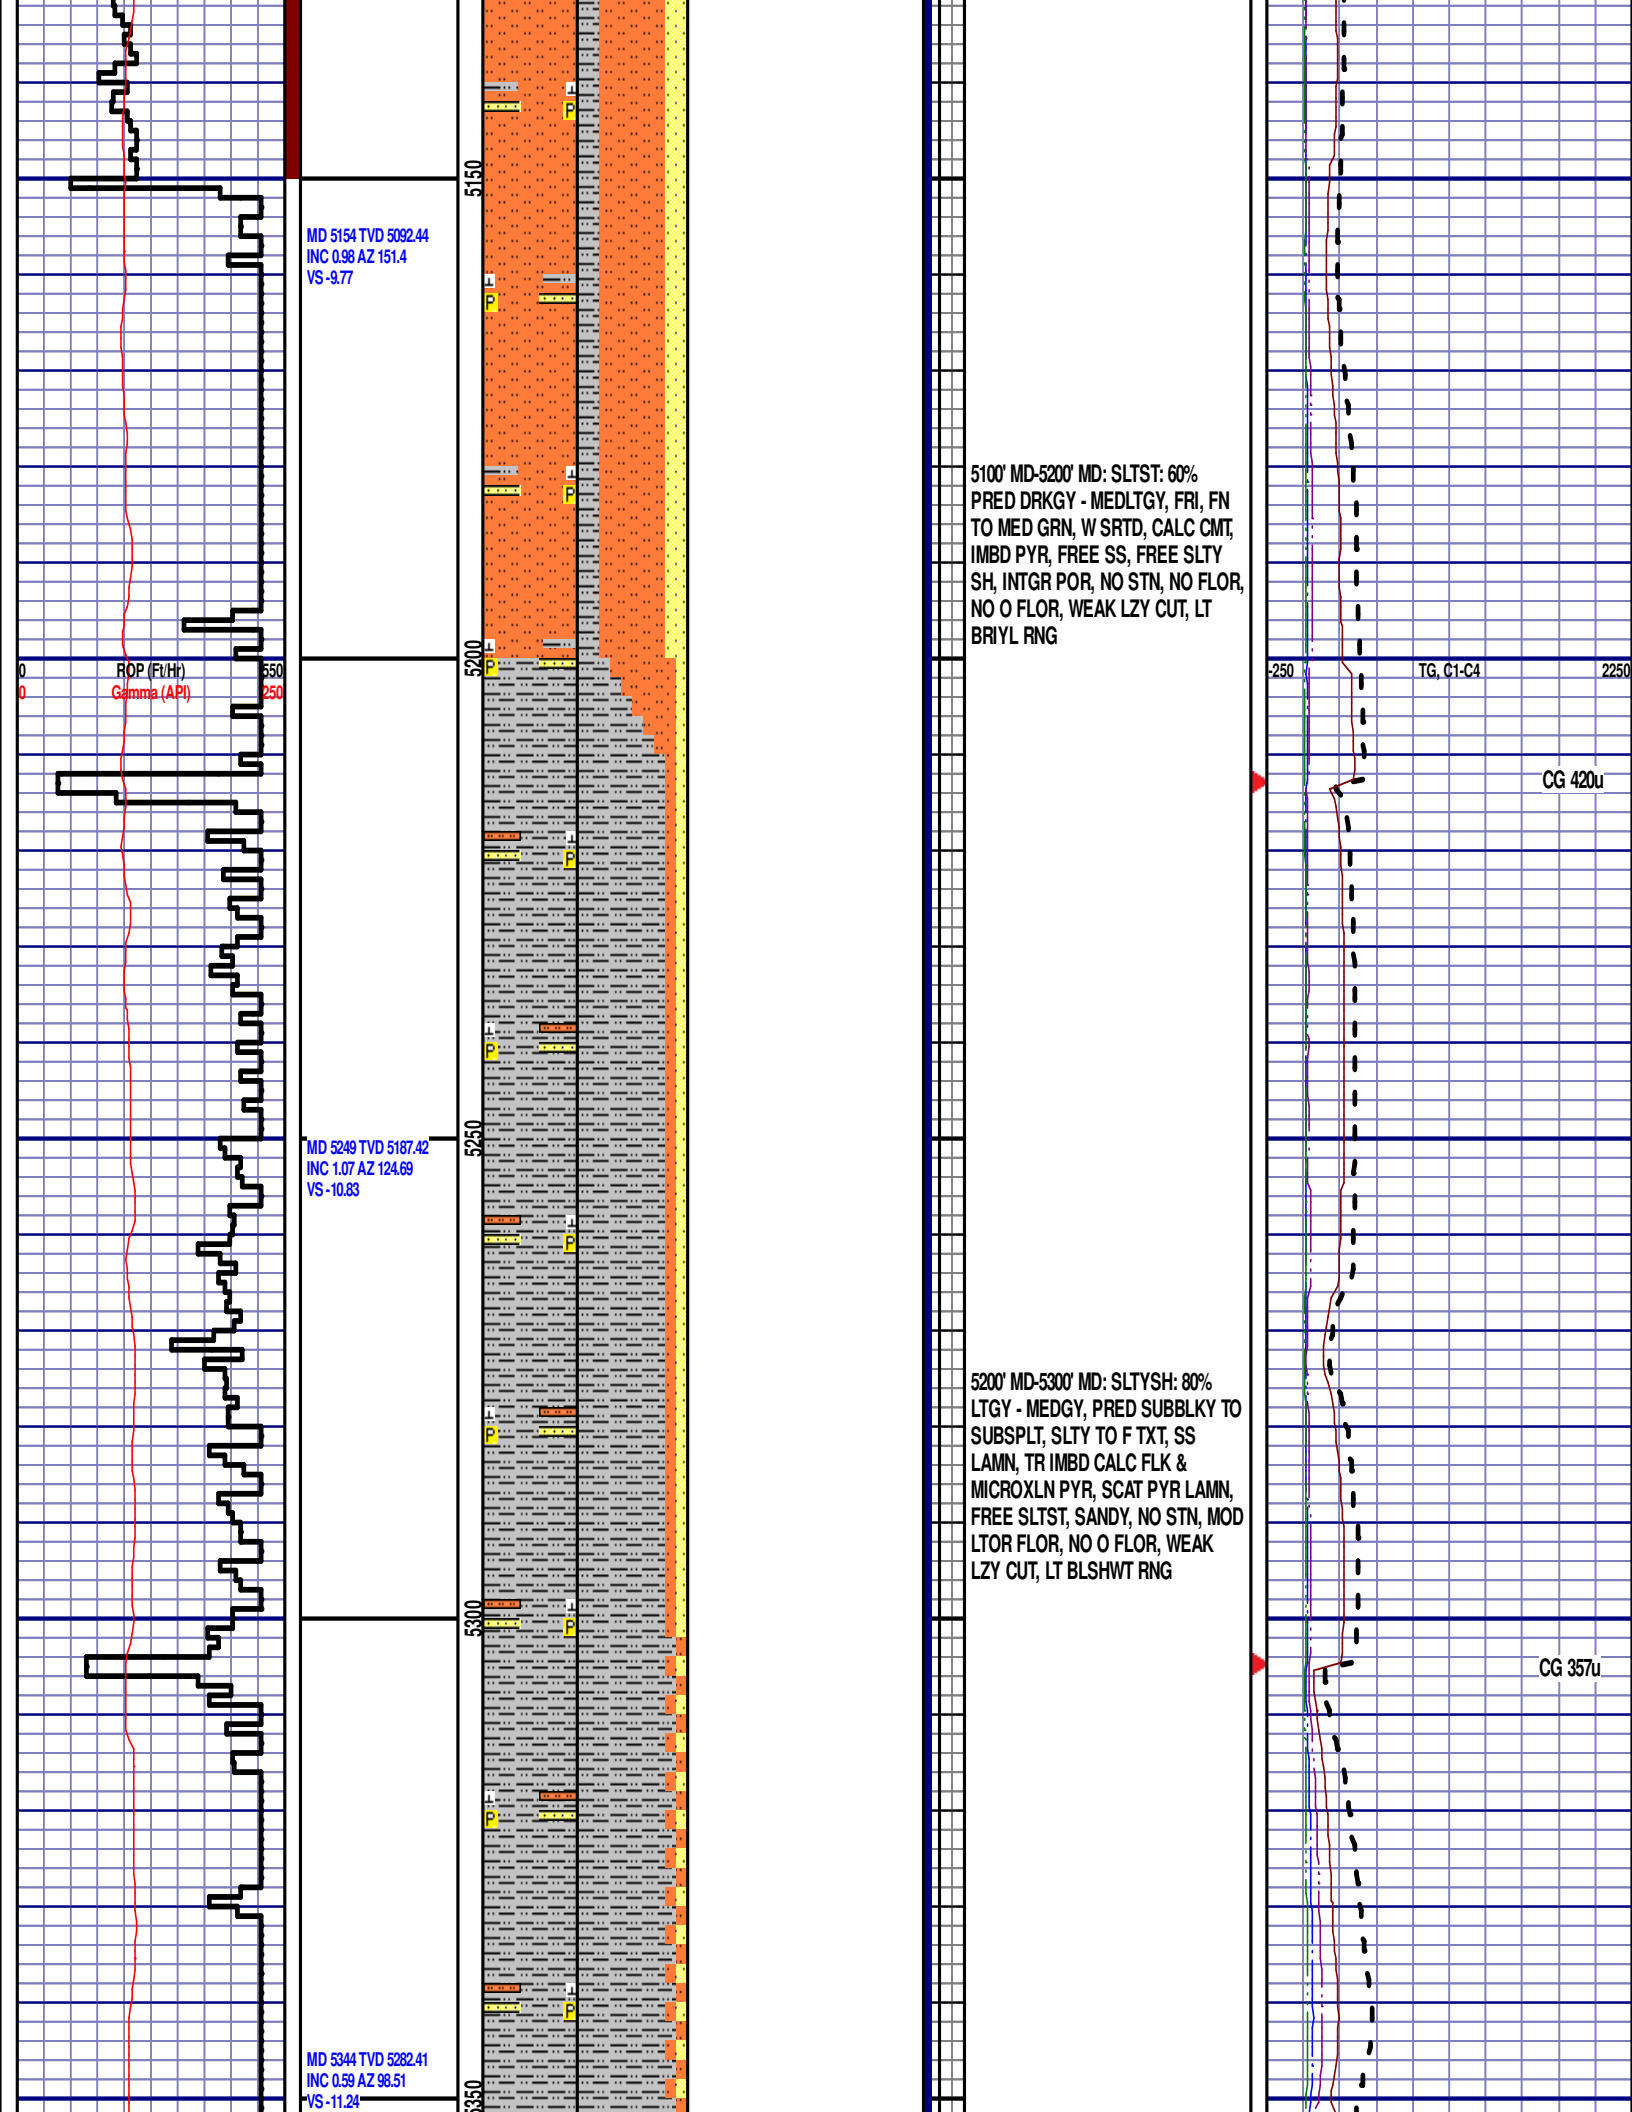 5150
MD 5154 TVD 5092.44
INC 0.98 AZ 151.4
VS -9.77
P
P
P
5100' MD-5200' MD: SLTST: 60%
PRED DRKGY - MEDLTGY, FRI, FN
TO MED GRN, W SRTD, CALC CMT,
IMBD PYR, FREE SS, FREE SLTY
SH, INTGR POR, NO STN, NO FLOR,
NO O FLOR, WEAK LZY CUT, LT
BRIYL RNG
5200
P
0 ROP (Ft/Hr) 550
0 Gamma (API) 250
-250 TG, C1-C4 2250
CG 420u
P
P
5250
MD 5249 TVD 5187.42
INC 1.07 AZ 124.69
VS -10.83
P
P
5200' MD-5300' MD: SLTYSH: 80%
LTGY - MEDGY, PRED SUBBLKY TO
SUBSPLT, SLTY TO F TXT, SS
LAMN, TR IMBD CALC FLK &
MICROXLN PYR, SCAT PYR LAMN,
FREE SLTST, SANDY, NO STN, MOD
LTOR FLOR, NO O FLOR, WEAK
LZY CUT, LT BLSHWT RNG
5300
P
CG 357u
P
P
MD 5344 TVD 5282.41
INC 0.59 AZ 98.51
VS -11.24
5350